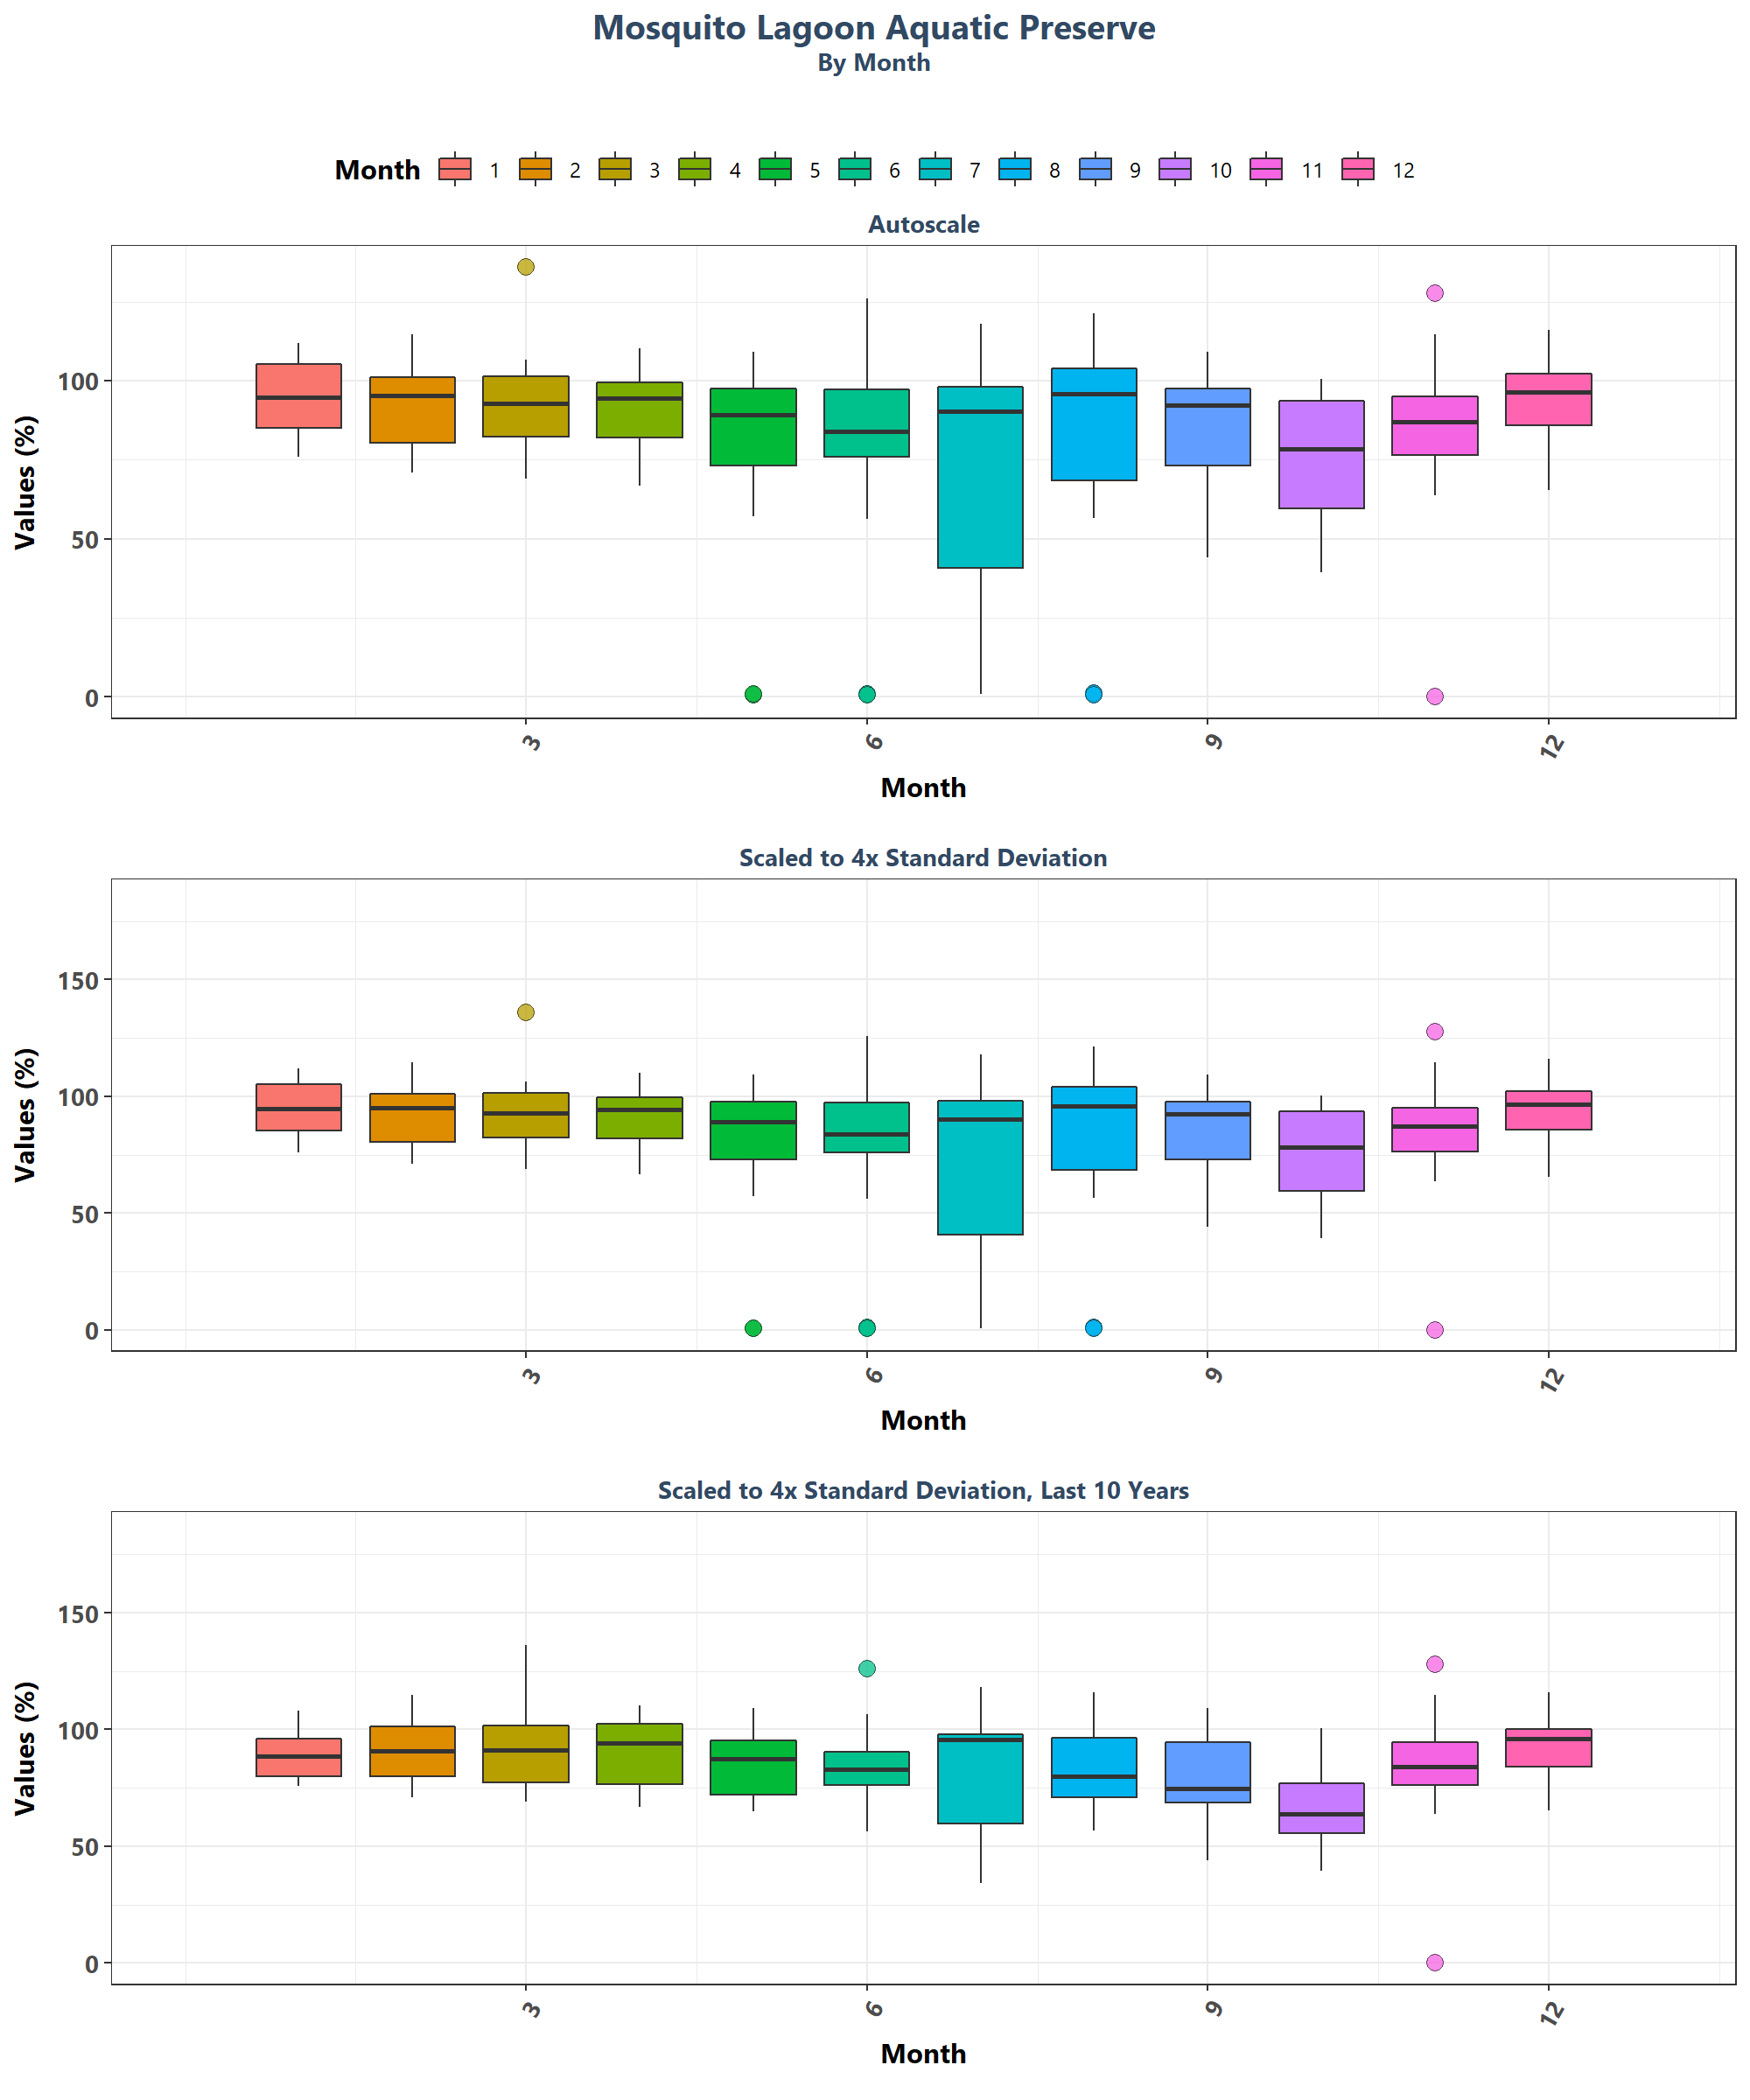 Mosquito Lagoon Aquatic Preserve
By Month
Month 1 2 3 4 5 6 7 8 9 10 11 12
Autoscale
Values (%)
100
50
0
3 6 9 12
Month
Scaled to 4x Standard Deviation
Values (%)
150
100
50
0
3 6 9 12
Month
Scaled to 4x Standard Deviation, Last 10 Years
Values (%)
150
100
50
0
3 6 9 12
Month